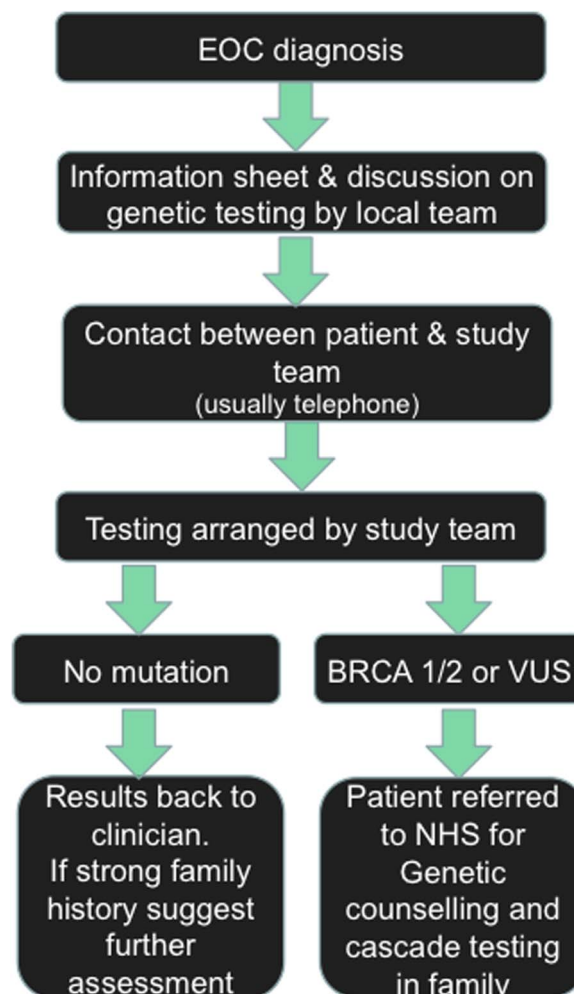 EOC diagnosis
Information sheet & discussion on
genetic testing by local team
Contact between patient & study
team
(usually telephone)
Testing arranged by study team
No mutation
BRCA 1/2 or VUS
Results back to
clinician.
If strong family
history suggest
further
assessment
Patient referred
to NHS for
Genetic
counselling and
cascade testing
in family